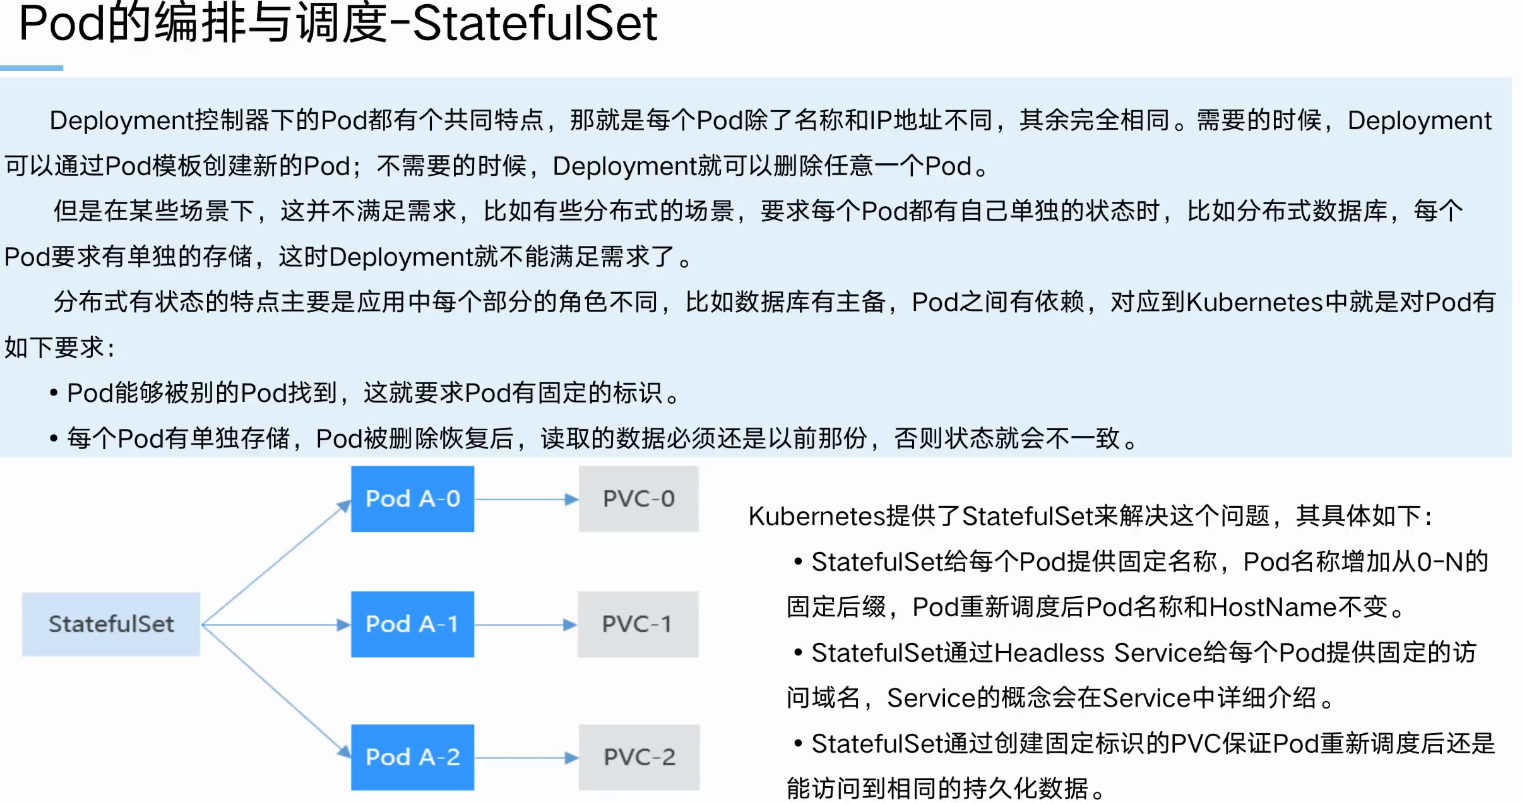 Pod的编排与调度-StatefulSet
Deployment控制器下的Pod都有个共同特点，那就是每个Pod除了名称和IP地址不同，其余完全相同。需要的时候，Deployment
可以通过Pod模板创建新的Pod；不需要的时候，Deployment就可以删除任意一个Pod。
但是在某些场景下，这并不满足需求，比如有些分布式的场景，要求每个Pod都有自己单独的状态时，比如分布式数据库，每个
Pod要求有单独的存储，这时Deployment就不能满足需求了。
分布式有状态的特点主要是应用中每个部分的角色不同，比如数据库有主备，Pod之间有依赖，对应到Kubernetes中就是对Pod有
如下要求：
• Pod能够被别的Pod找到，这就要求Pod有固定的标识。
• 每个Pod有单独存储，Pod被删除恢复后，读取的数据必须还是以前那份，否则状态就会不一致。
StatefulSet
Pod A-0
PVC-0
Pod A-1
PVC-1
Pod A-2
PVC-2
Kubernetes提供了StatefulSet来解决这个问题，其具体如下：
• StatefulSet给每个Pod提供固定名称，Pod名称增加从0-N的
固定后缀，Pod重新调度后Pod名称和HostName不变。
• StatefulSet通过Headless Service给每个Pod提供固定的访
问域名，Service的概念会在Service中详细介绍。
• StatefulSet通过创建固定标识的PVC保证Pod重新调度后还是
能访问到相同的持久化数据。